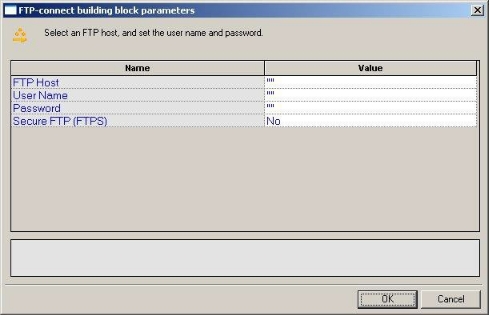 FTP-connect building block parameters
Select an FTP host, and set the user name and password.
Name Value
FTP Host ""
User Name ""
Password ""
Secure FTP (FTPS) No
OK Cancel